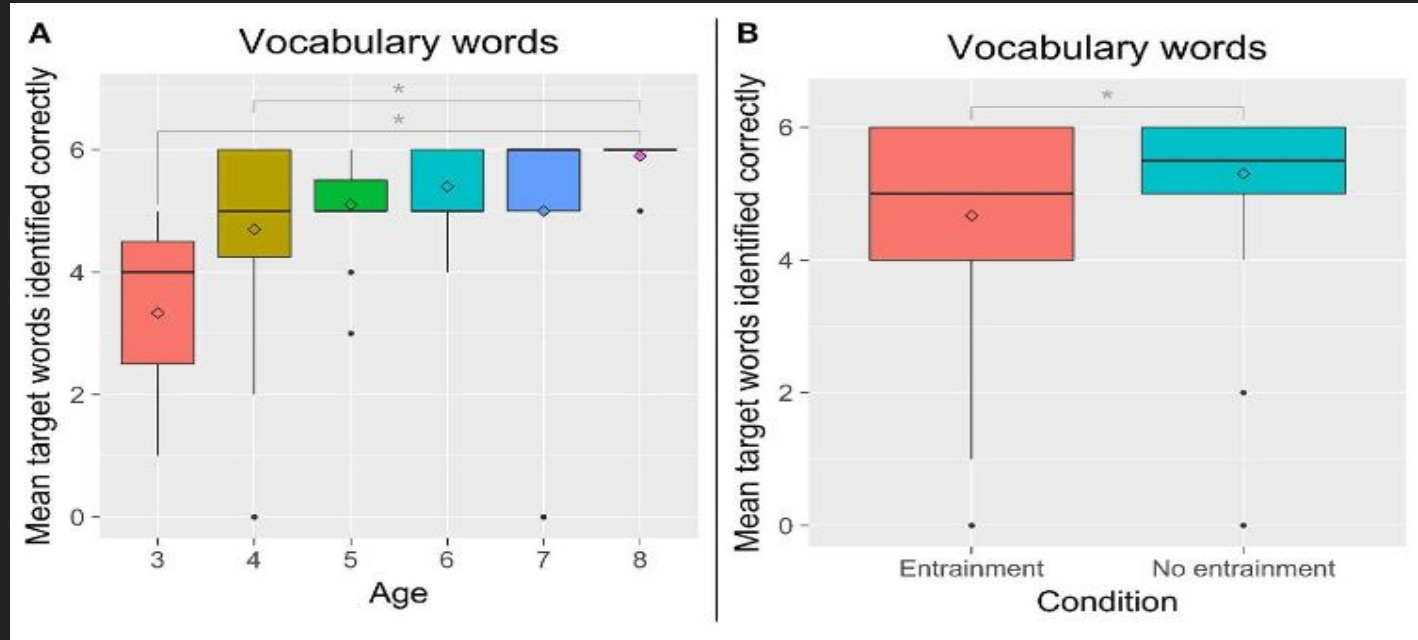 A
Vocabulary words
Mean target words identified correctly
*
*
6
4
2
0
3 4 5 6 7 8
Age
B
Vocabulary words
Mean target words identified correctly
*
6
4
2
0
Entrainment No entrainment
Condition